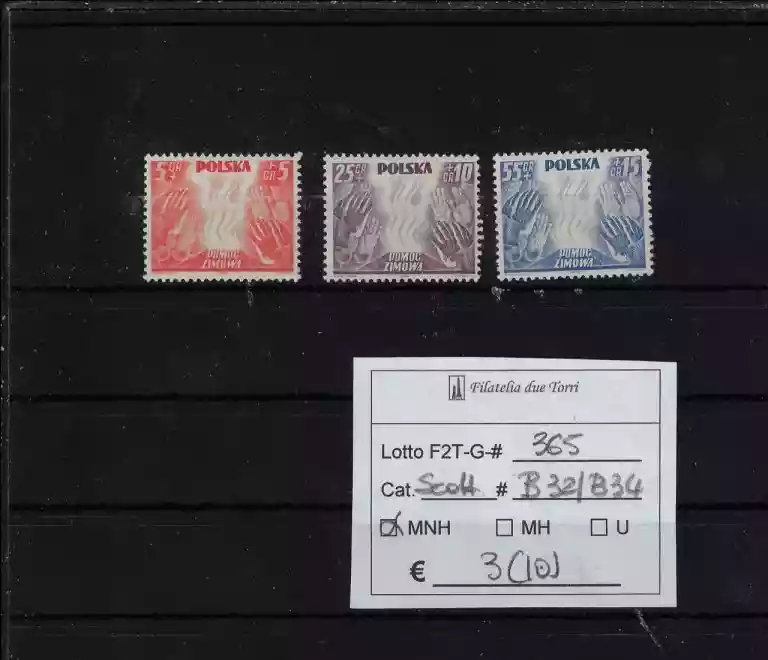 5 GR + POLSKA + GR 5
POMOC
ZIMOWA
25 GR + POLSKA + GR 10
POMOC
ZIMOWA
55 GR + POLSKA + GR 15
POMOC
ZIMOWA
Filatelia due Torri
Lotto F2T-G-# 365
Cat. Scott # B32/B34
☒ MNH ☐ MH ☐ U
€ 3 (10)